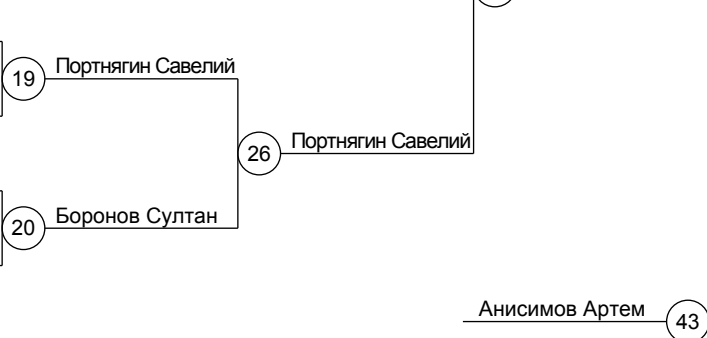 19 Портнягин Савелий
26 Портнягин Савелий
20 Боронов Султан
Анисимов Артем 43